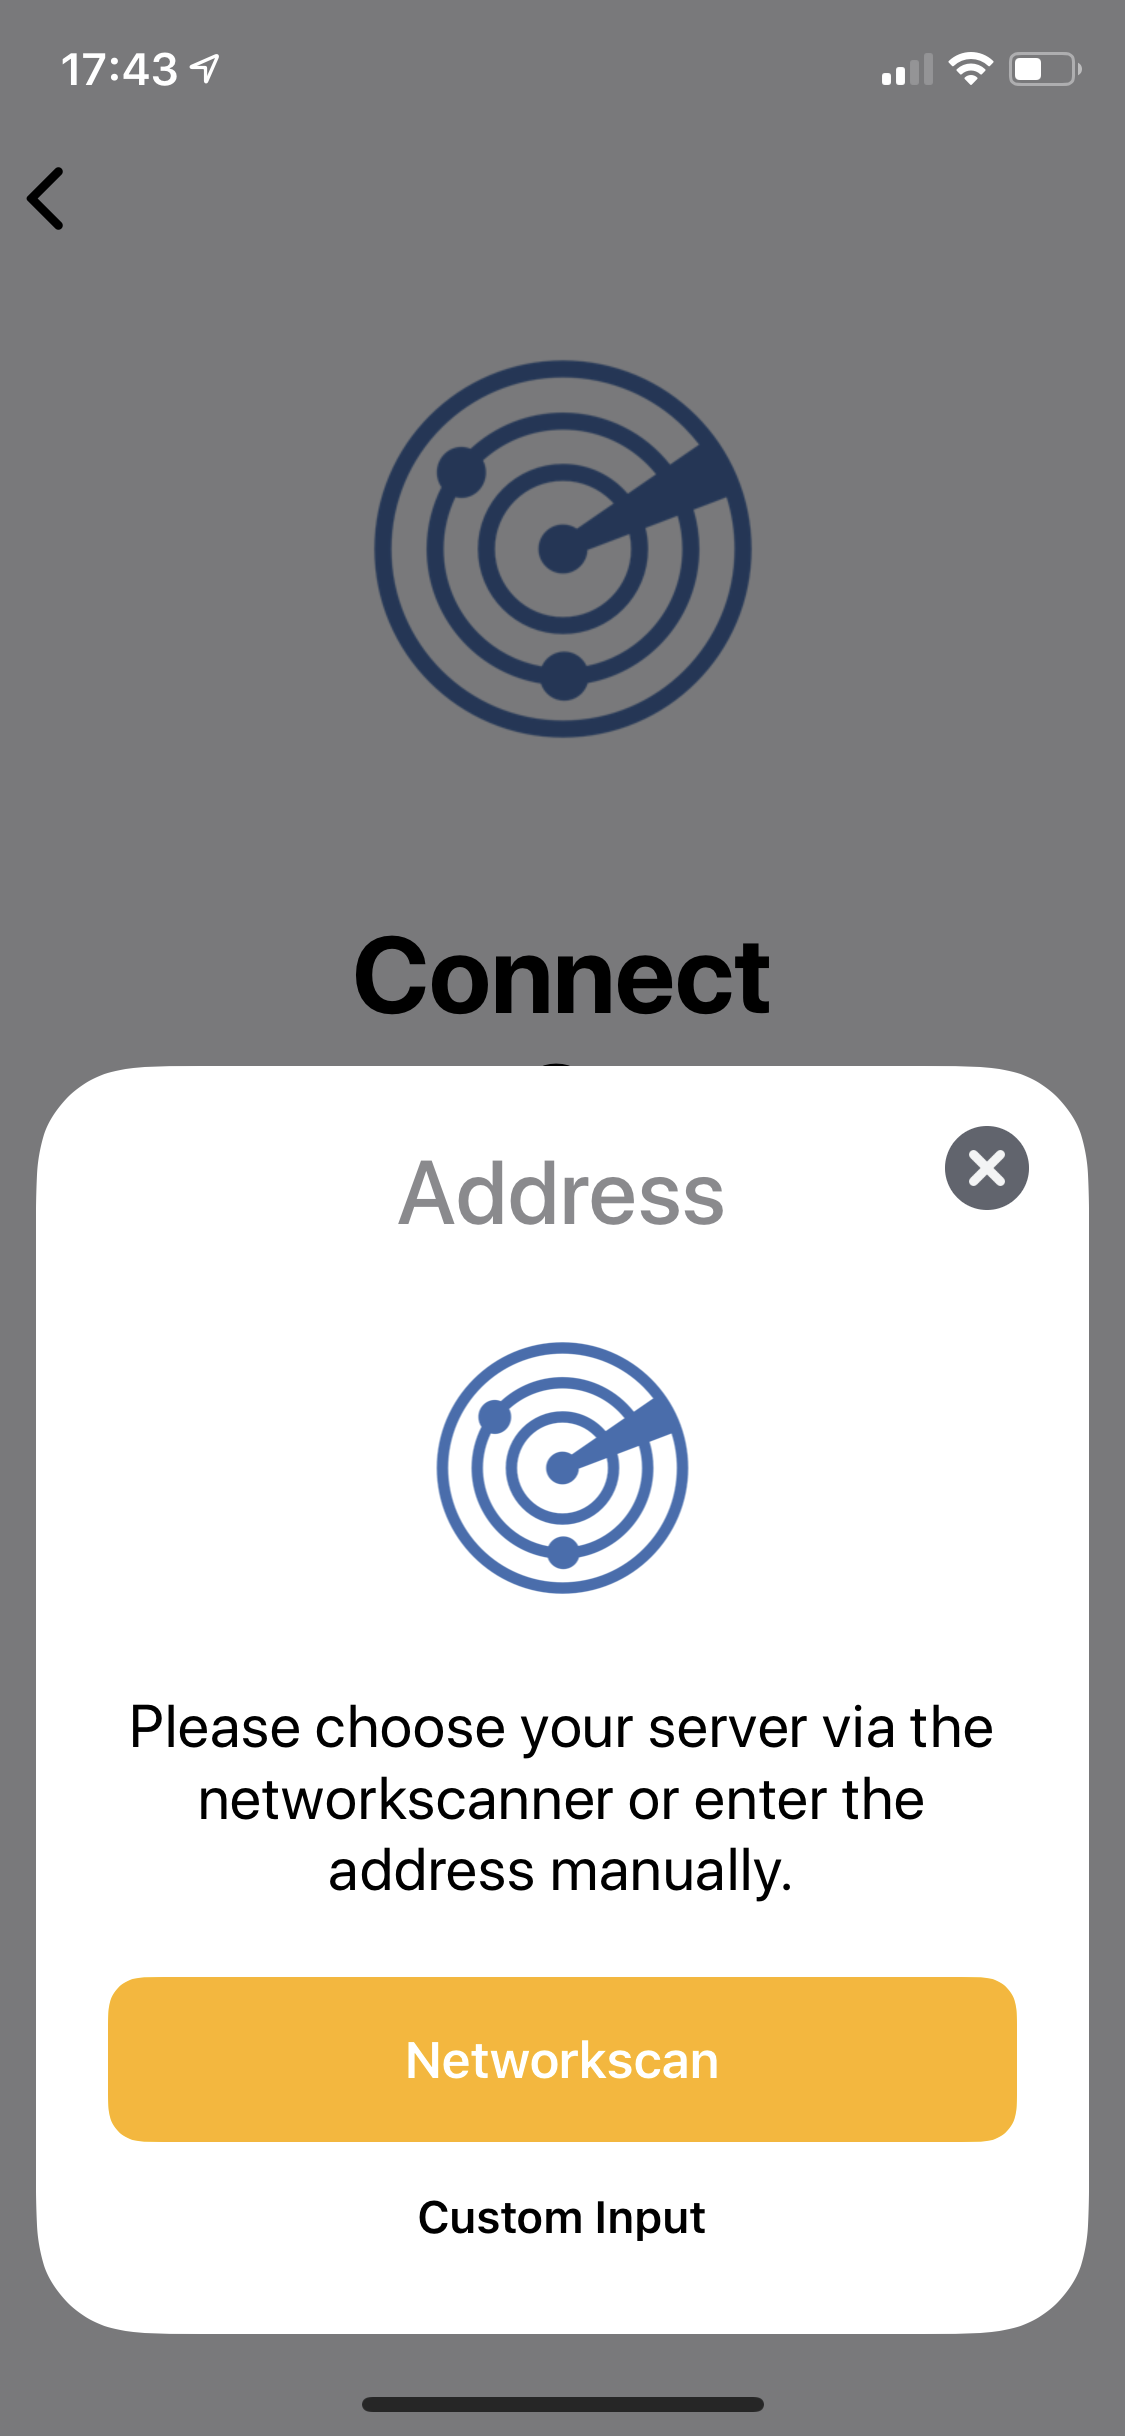 17:43
Connect
Address
Please choose your server via the
networkscanner or enter the
address manually.
Networkscan
Custom Input